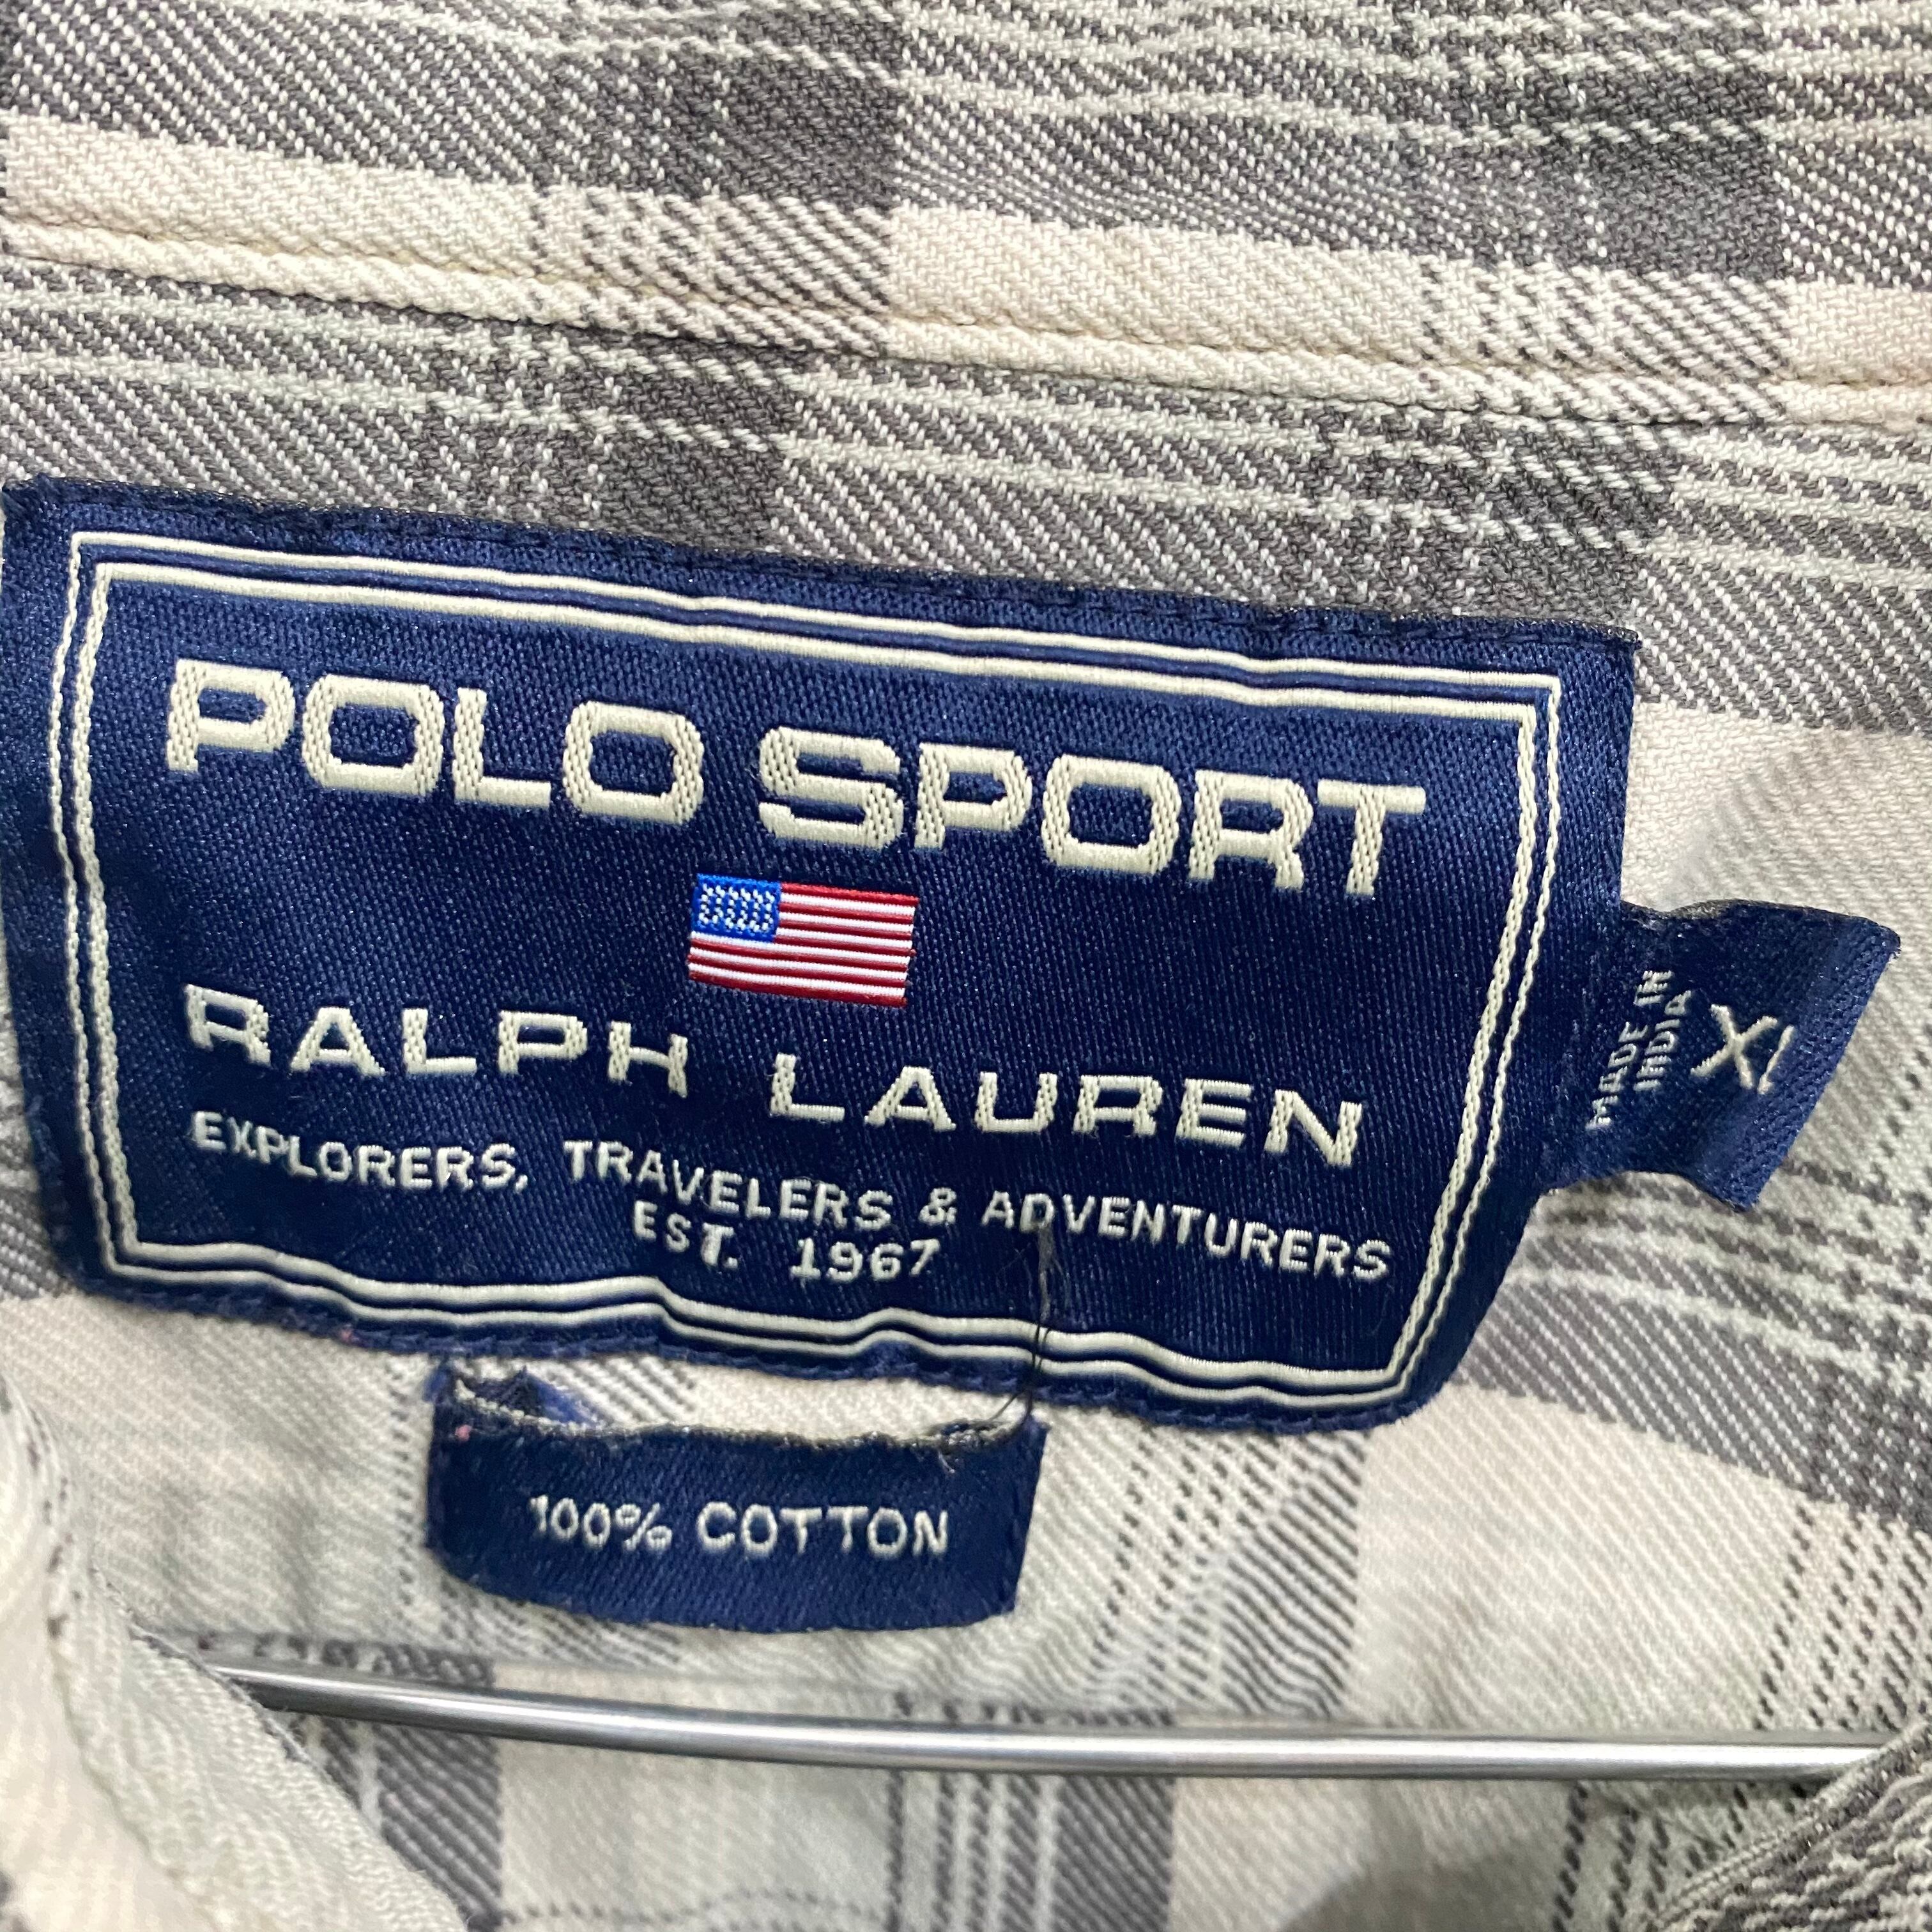 POLO SPORT
RALPH LAUREN
EXPLORERS, TRAVELERS & ADVENTURERS
EST. 1967
MADE IN
INDIA
XL
100% COTTON